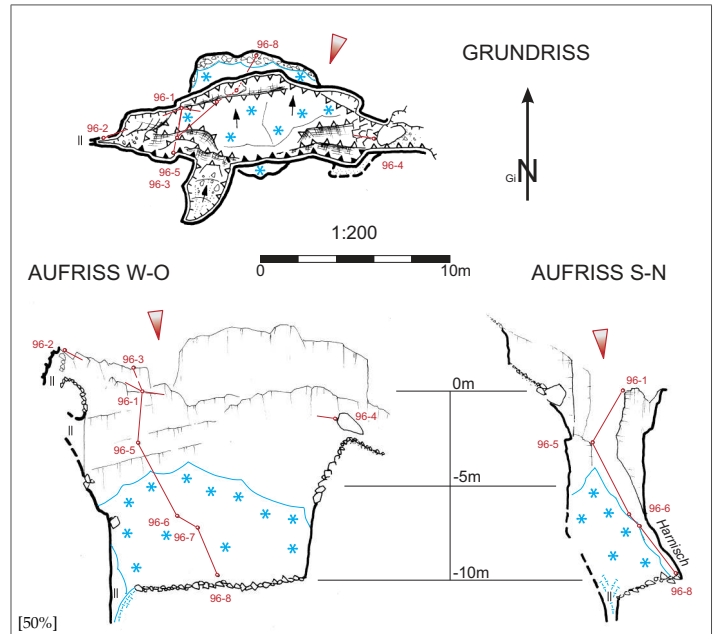 GRUNDRISS
96-8
96-1
96-2
96-5
96-3
96-4
GiN
1:200
0 10m
AUFRISS W-O
AUFRISS S-N
96-2
96-3
96-1
96-4
96-5
96-6
96-7
96-8
0m
-5m
-10m
96-1
96-5
96-6
Harnisch
96-8
[50%]